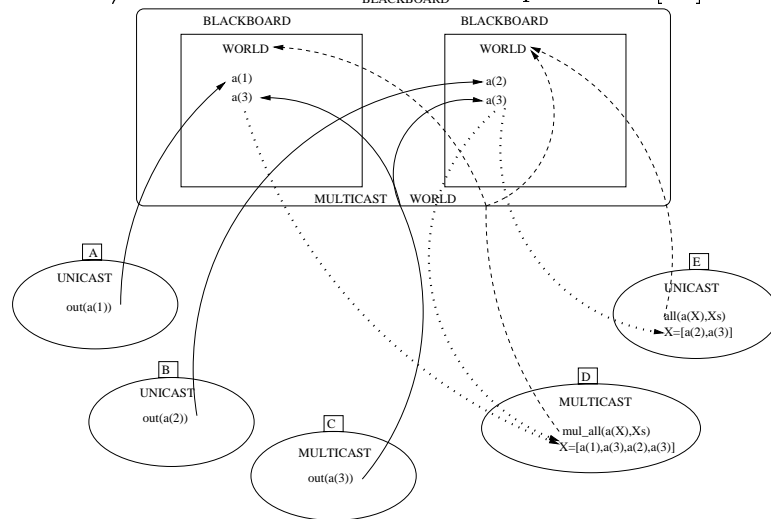 BLACKBOARD
BLACKBOARD
BLACKBOARD
WORLD
WORLD
a(1)
a(3)
a(2)
a(3)
MULTICAST WORLD
A
UNICAST
out(a(1))
B
UNICAST
out(a(2))
C
MULTICAST
out(a(3))
D
MULTICAST
mul_all(a(X),Xs)
X=[a(1),a(3),a(2),a(3)]
E
UNICAST
all(a(X),Xs)
X=[a(2),a(3)]